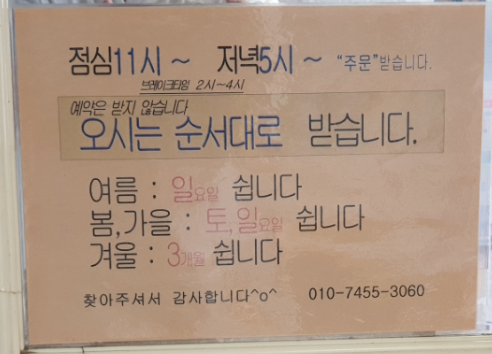 점심11시~ 저녁5시~ "주문"받습니다.
브레이크타임 2시~4시
예약은 받지 않습니다
오시는 순서대로 받습니다.
여름 : 일요일 쉽니다
봄,가을 : 토,일요일 쉽니다
겨울 : 3개월 쉽니다
찾아주셔서 감사합니다^o^ 010-7455-3060